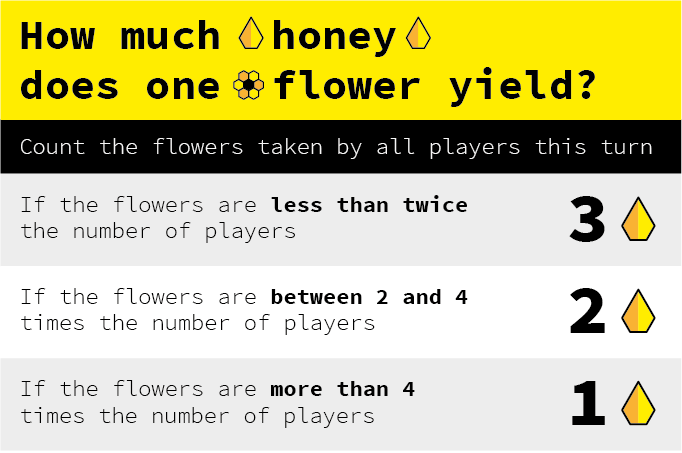 How much honey
does one flower yield?
Count the flowers taken by all players this turn
If the flowers are less than twice
the number of players
3
If the flowers are between 2 and 4
times the number of players
2
If the flowers are more than 4
times the number of players
1